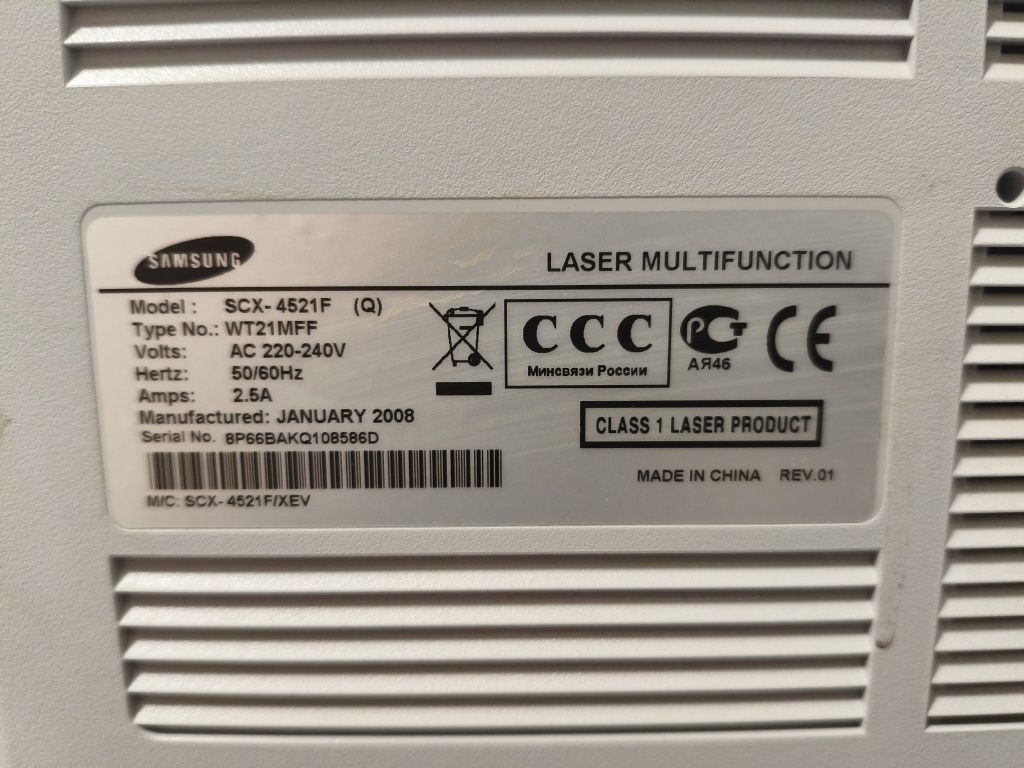 SAMSUNG
LASER MULTIFUNCTION
Model : SCX- 4521F (Q)
Type No.: WT21MFF
Volts: AC 220-240V
Hertz: 50/60Hz
Amps: 2.5A
Manufactured: JANUARY 2008
Serial No. 8P66BAKQ108586D
M/C: SCX- 4521F/XEV
ССС
Минсвязи России
РСТ
АЯ46
CE
CLASS 1 LASER PRODUCT
MADE IN CHINA REV.01